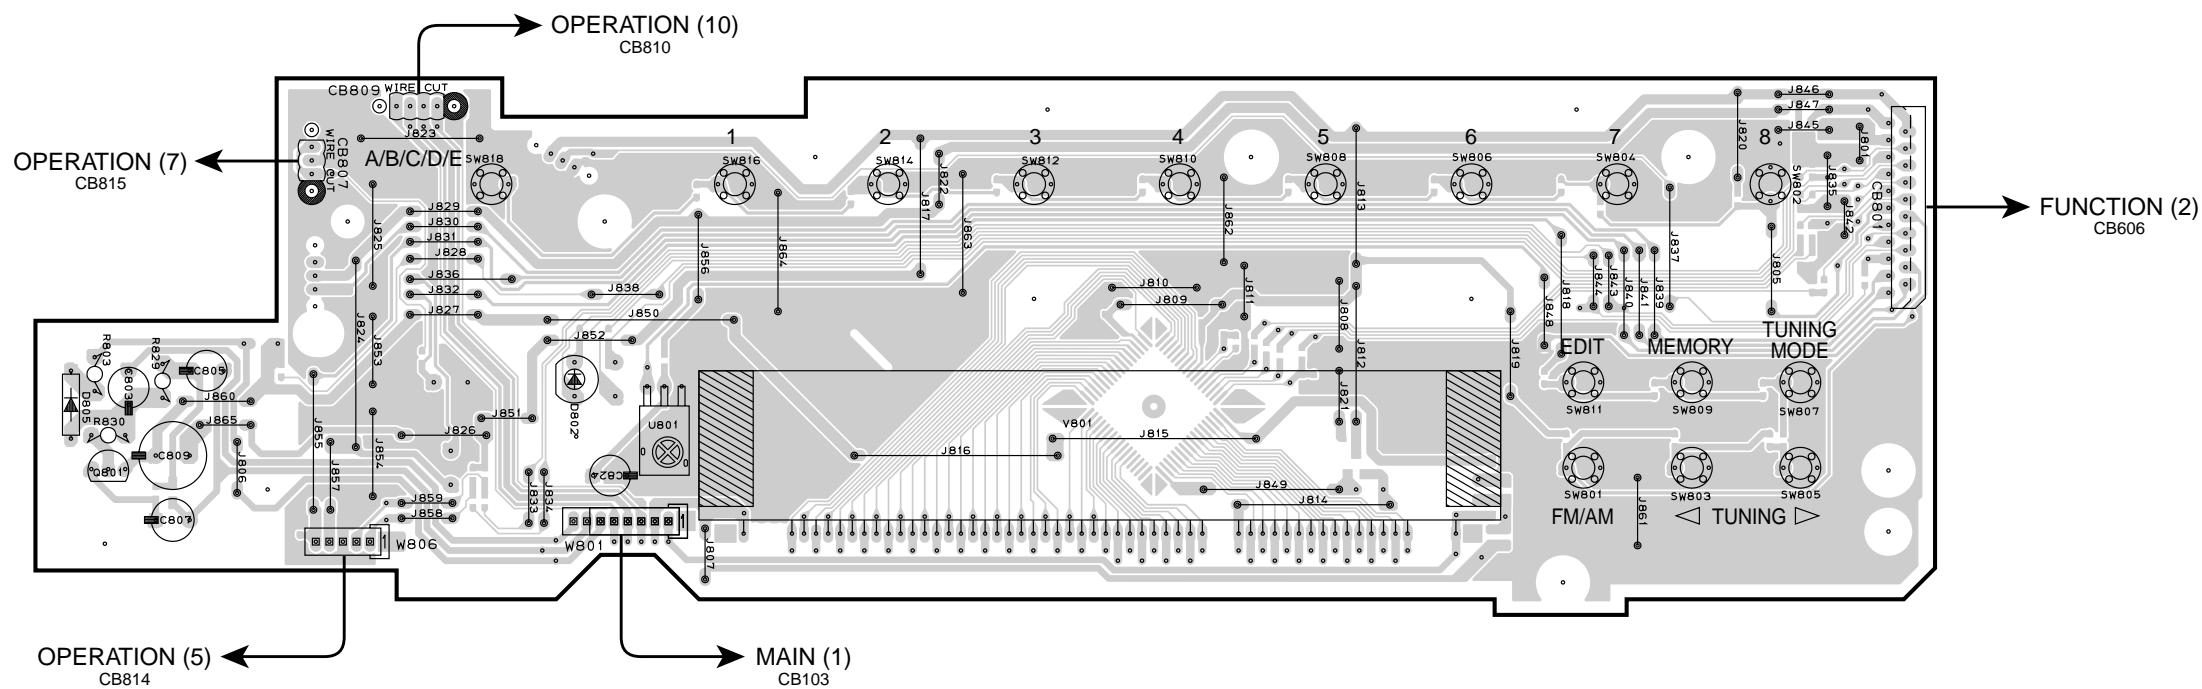 OPERATION (10)
CB810
CB809
WIRE CUT
WIRE CUT
CB807
OPERATION (7)
CB815
FUNCTION (2)
CB606
J823
A/B/C/D/E
SW818
1
SW816
2
SW814
3
SW812
4
SW810
5
SW808
6
SW806
7
SW804
8
SW802
J846
J847
J845
J820
J801
J835
J842
CB801
J822
J817
J863
J862
J813
J837
J805
J825
J829
J830
J831
J828
J836
J832
J827
J856
J864
J838
J850
J852
J810
J809
J811
J808
J812
J848
J818
J844
J843
J840
J841
J839
J819
J824
J853
R803
R829
C803
C805
D805
J860
J865
R830
C809
Q801
C807
J806
J855
J857
J854
J826
J851
D802
U801
C824
J859
J858
J833
J834
W806
W801
J807
V801
J815
J816
J821
J849
J814
EDIT
SW811
MEMORY
SW809
TUNING
MODE
SW807
SW801
FM/AM
SW803
SW805
◁ TUNING ▷
J861
OPERATION (5)
CB814
MAIN (1)
CB103